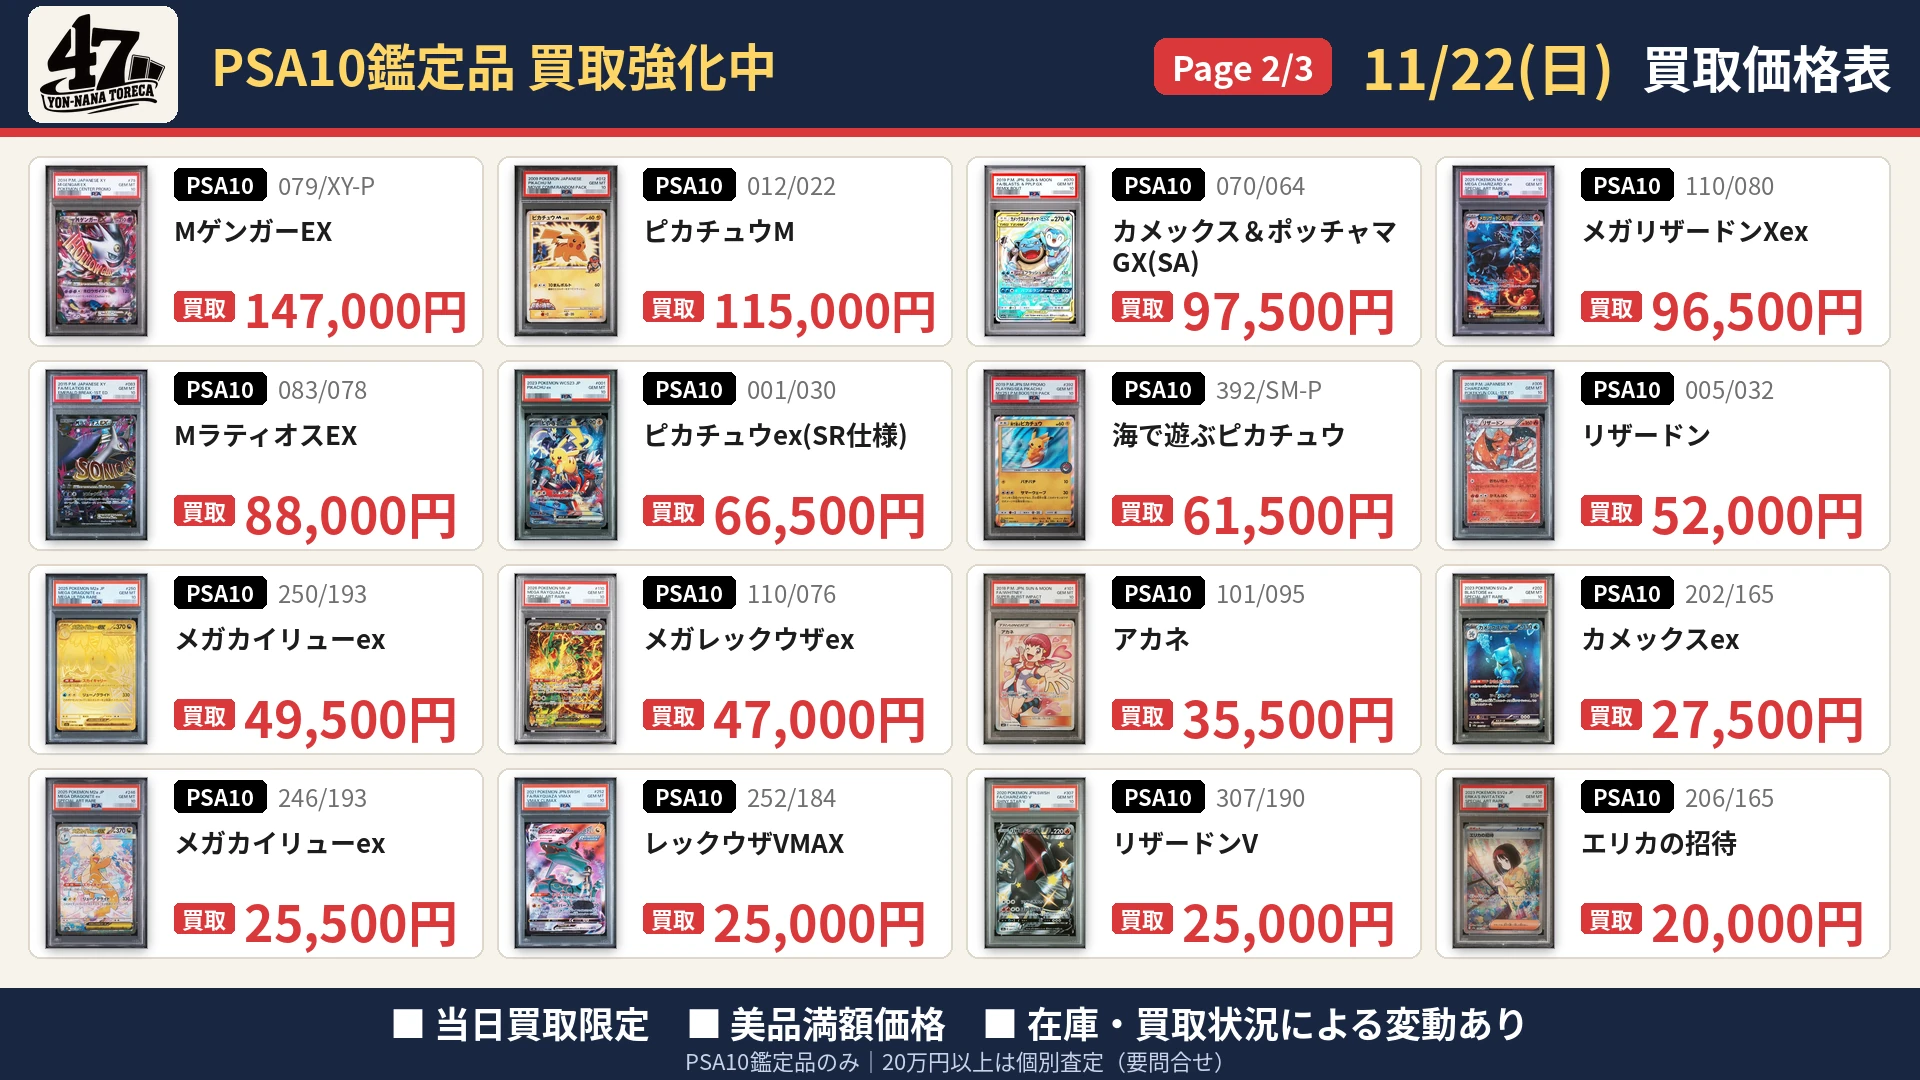 47
YON-NANA TORECA
PSA10鑑定品 買取強化中
Page 2/3
11/22(日) 買取価格表
PSA10 079/XY-P
MゲンガーEX
買取 147,000円
PSA10 012/022
ピカチュウM
買取 115,000円
PSA10 070/064
カメックス＆ポッチャマ
GX(SA)
買取 97,500円
PSA10 110/080
メガリザードンXex
買取 96,500円
PSA10 083/078
MラティオスEX
買取 88,000円
PSA10 001/030
ピカチュウex(SR仕様)
買取 66,500円
PSA10 392/SM-P
海で遊ぶピカチュウ
買取 61,500円
PSA10 005/032
リザードン
買取 52,000円
PSA10 250/193
メガカイリューex
買取 49,500円
PSA10 110/076
メガレックウザex
買取 47,000円
PSA10 101/095
アカネ
買取 35,500円
PSA10 202/165
カメックスex
買取 27,500円
PSA10 246/193
メガカイリューex
買取 25,500円
PSA10 252/184
レックウザVMAX
買取 25,000円
PSA10 307/190
リザードンV
買取 25,000円
PSA10 206/165
エリカの招待
買取 20,000円
■ 当日買取限定 ■ 美品満額価格 ■ 在庫・買取状況による変動あり
PSA10鑑定品のみ｜20万円以上は個別査定（要問合せ）